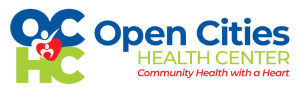 OC
HC
Open Cities
HEALTH CENTER
Community Health with a Heart